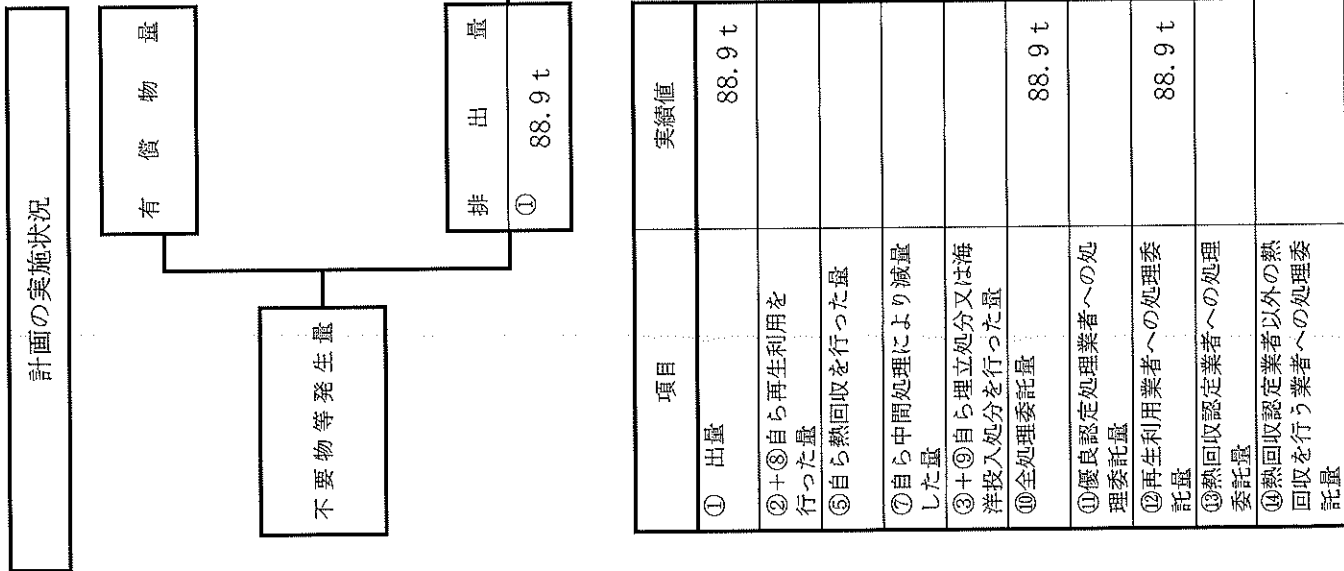 計画の実施状況
有償物量
不要物等発生量
排出量
① 88.9 t
項目 実績値
① 出量 88.9 t
②+⑧自ら再生利用を
行った量
⑤自ら熱回収を行った量
⑦自ら中間処理により減量
した量
③+⑨自ら埋立処分又は海
洋投入処分を行った量
⑩全処理委託量 88.9 t
⑪優良認定処理業者への処
理委託量
⑫再生利用業者への処理委
託量 88.9 t
⑬熱回収認定業者への処理
委託量
⑭熱回収認定業者以外の熱
回収を行う業者への処理委
託量